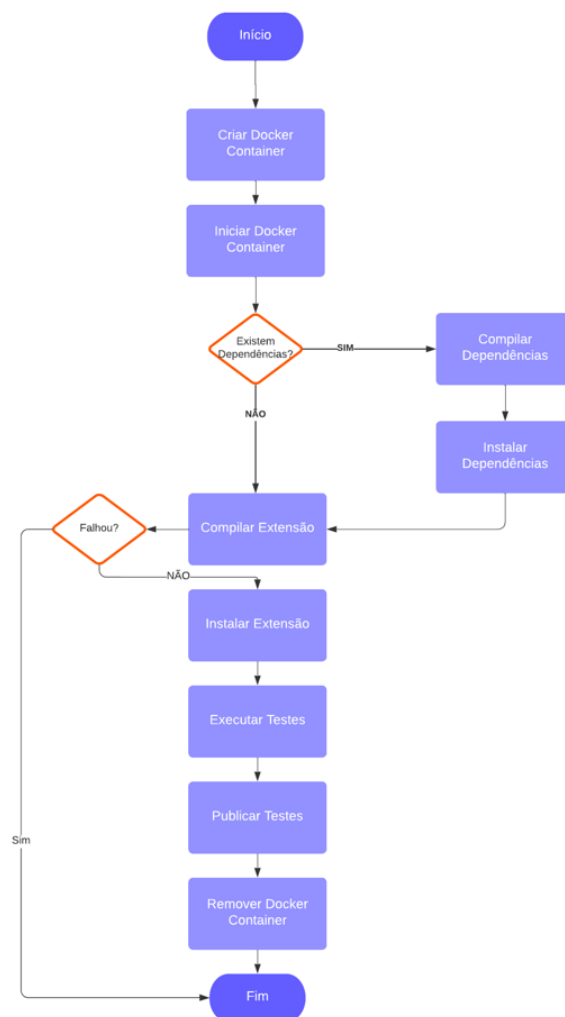 Início
Criar Docker
Container
Iniciar Docker
Container
Existem
Dependências?
SIM
Compilar
Dependências
NÃO
Instalar
Dependências
Falhou?
Compilar Extensão
NÃO
Instalar Extensão
Executar Testes
Publicar Testes
Sim
Remover Docker
Container
Fim